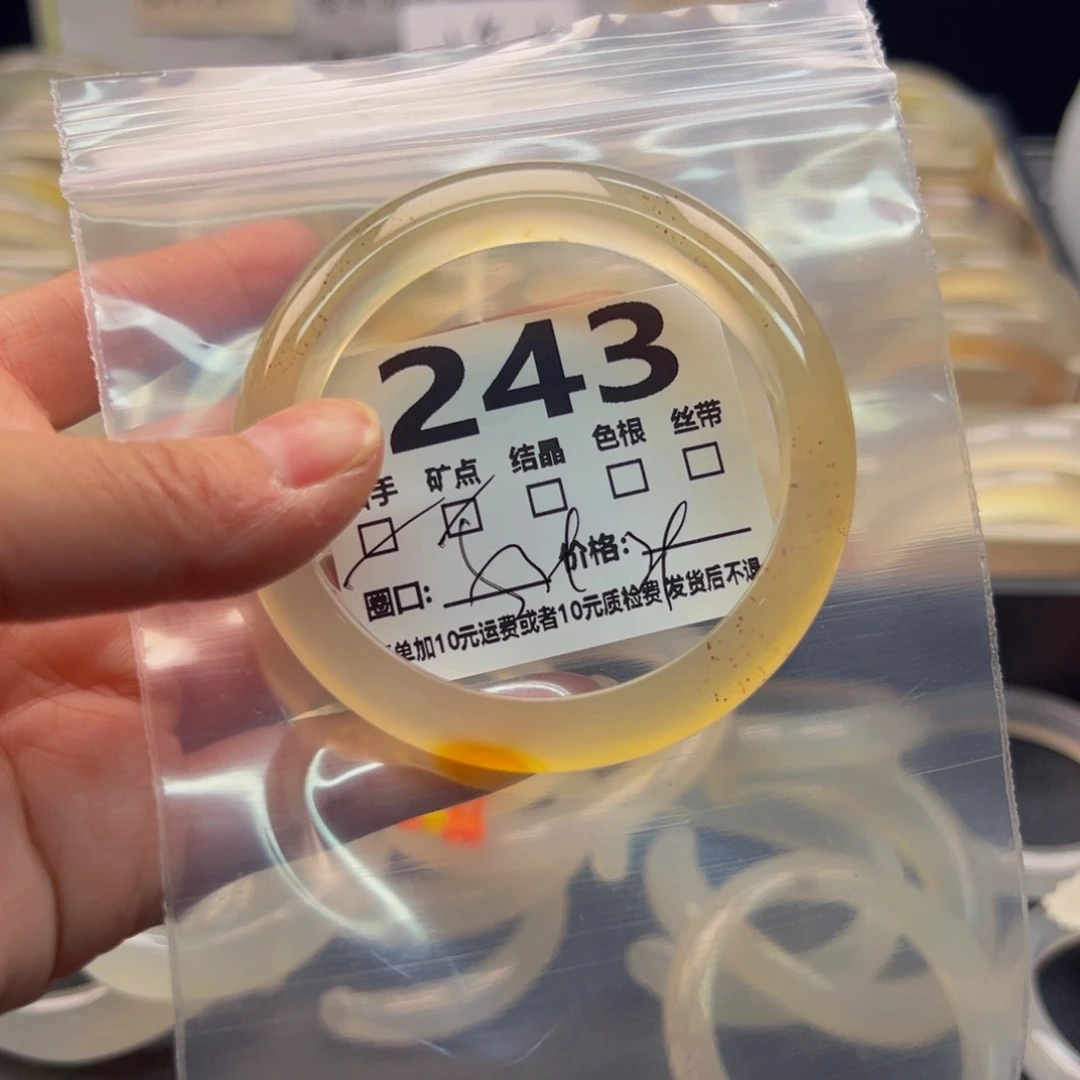 243
手 矿点 结晶 色根 丝带
圈口: 价格:
单加10元运费或者10元质检费 发货后不退